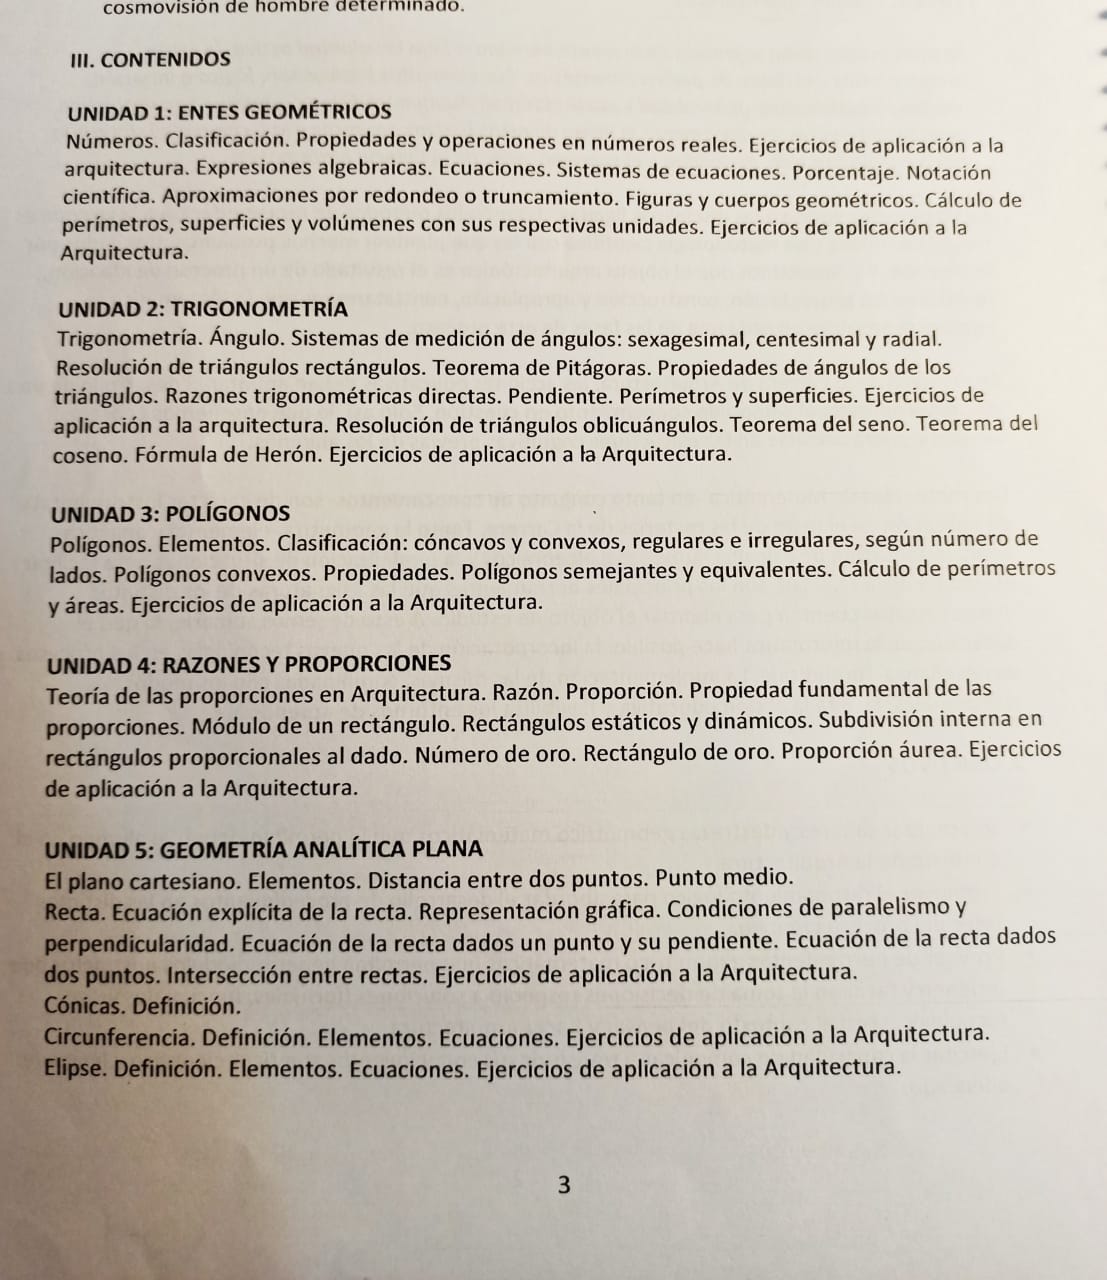 cosmovisión de hombre determinado.
III. CONTENIDOS
UNIDAD 1: ENTES GEOMÉTRICOS
Números. Clasificación. Propiedades y operaciones en números reales. Ejercicios de aplicación a la
arquitectura. Expresiones algebraicas. Ecuaciones. Sistemas de ecuaciones. Porcentaje. Notación
científica. Aproximaciones por redondeo o truncamiento. Figuras y cuerpos geométricos. Cálculo de
perímetros, superficies y volúmenes con sus respectivas unidades. Ejercicios de aplicación a la
Arquitectura.
UNIDAD 2: TRIGONOMETRÍA
Trigonometría. Ángulo. Sistemas de medición de ángulos: sexagesimal, centesimal y radial.
Resolución de triángulos rectángulos. Teorema de Pitágoras. Propiedades de ángulos de los
triángulos. Razones trigonométricas directas. Pendiente. Perímetros y superficies. Ejercicios de
aplicación a la arquitectura. Resolución de triángulos oblicuángulos. Teorema del seno. Teorema del
coseno. Fórmula de Herón. Ejercicios de aplicación a la Arquitectura.
UNIDAD 3: POLÍGONOS
Polígonos. Elementos. Clasificación: cóncavos y convexos, regulares e irregulares, según número de
lados. Polígonos convexos. Propiedades. Polígonos semejantes y equivalentes. Cálculo de perímetros
y áreas. Ejercicios de aplicación a la Arquitectura.
UNIDAD 4: RAZONES Y PROPORCIONES
Teoría de las proporciones en Arquitectura. Razón. Proporción. Propiedad fundamental de las
proporciones. Módulo de un rectángulo. Rectángulos estáticos y dinámicos. Subdivisión interna en
rectángulos proporcionales al dado. Número de oro. Rectángulo de oro. Proporción áurea. Ejercicios
de aplicación a la Arquitectura.
UNIDAD 5: GEOMETRÍA ANALÍTICA PLANA
El plano cartesiano. Elementos. Distancia entre dos puntos. Punto medio.
Recta. Ecuación explícita de la recta. Representación gráfica. Condiciones de paralelismo y
perpendicularidad. Ecuación de la recta dados un punto y su pendiente. Ecuación de la recta dados
dos puntos. Intersección entre rectas. Ejercicios de aplicación a la Arquitectura.
Cónicas. Definición.
Circunferencia. Definición. Elementos. Ecuaciones. Ejercicios de aplicación a la Arquitectura.
Elipse. Definición. Elementos. Ecuaciones. Ejercicios de aplicación a la Arquitectura.
3